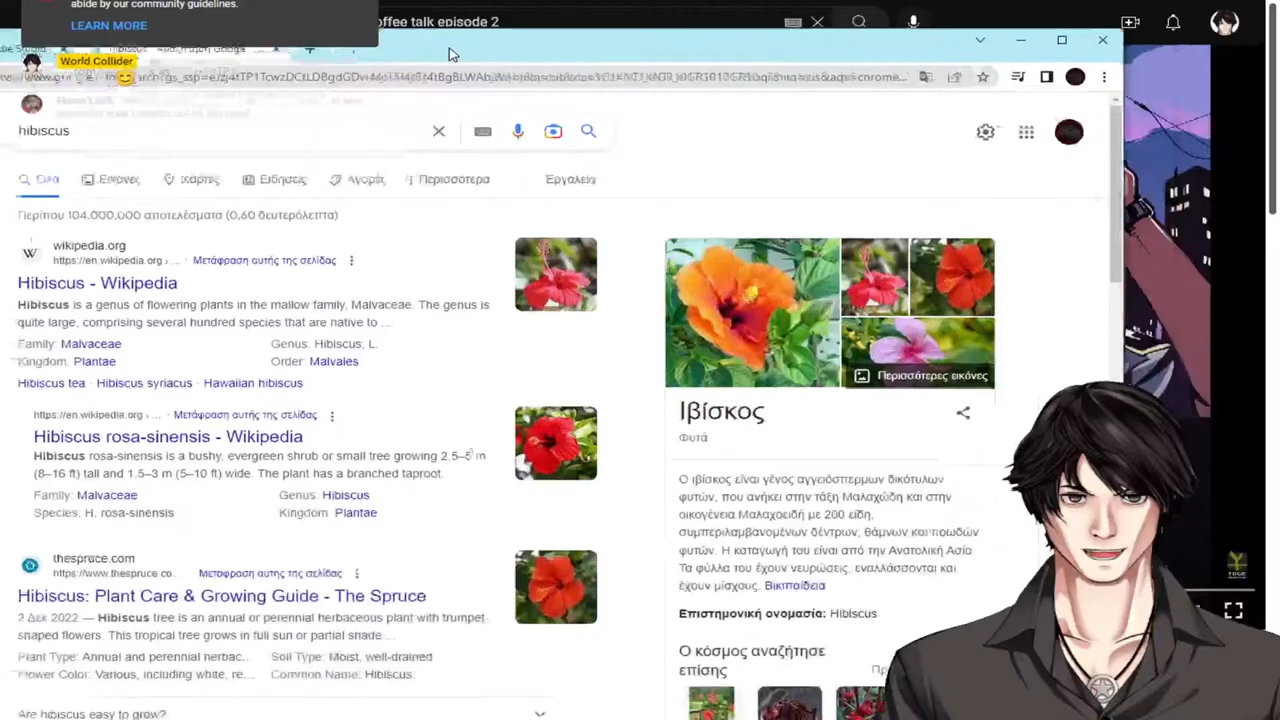 abide by our community guidelines.
LEARN MORE
offee talk episode 2
World Collider
hibiscus
Όλα
Εικόνες
Χάρτης
Ειδήσεις
Αγορές
Περισσότερα
Εργαλεία
Περίπου 104.000.000 αποτελέσματα (0,60 δευτερόλεπτα)
wikipedia.org
https://en.wikipedia.org › ... Μετάφραση αυτής της σελίδας
Hibiscus - Wikipedia
Hibiscus is a genus of flowering plants in the mallow family, Malvaceae. The genus is
quite large, comprising several hundred species that are native to ...
Family: Malvaceae
Genus: Hibiscus, L.
Kingdom: Plantae
Order: Malvales
Hibiscus tea · Hibiscus syriacus · Hawaiian hibiscus
https://en.wikipedia.org › ... Μετάφραση αυτής της σελίδας
Hibiscus rosa-sinensis - Wikipedia
Hibiscus rosa-sinensis is a bushy, evergreen shrub or small tree growing 2.5–5 m
(8–16 ft) tall and 1.5–3 m (5–10 ft) wide. The plant has a branched taproot.
Family: Malvaceae
Genus: Hibiscus
Species: H. rosa-sinensis
Kingdom: Plantae
thespruce.com
https://www.thespruce.co... Μετάφραση αυτής της σελίδας
Hibiscus: Plant Care & Growing Guide - The Spruce
2 Δεκ 2022 — Hibiscus tree is an annual or perennial herbaceous plant with trumpet-
shaped flowers. This tropical tree grows in full sun or partial shade...
Plant Type: Annual and perennial herbac...
Soil Type: Moist, well-drained
Flower Color: Various, including white, re...
Common Name: Hibiscus.
Are hibiscus easy to grow?
Περισσότερες εικόνες
Ιβίσκος
Φυτά
Ο ιβίσκος είναι γένος αγγειόσπερμων δικότυλων
φυτών, που ανήκει στην τάξη Μαλαχώδη και στην
οικογένεια Μαλαχοειδή με 200 είδη,
συμπεριλαμβανομένων δέντρων, θάμνων και ποωδών
φυτών. Η καταγωγή του είναι από την Ανατολική Ασία
Τα φύλλα του έχουν νευρώσεις, εναλλάσσονται και
έχουν μίσχους. Βικιπαίδεια
Επιστημονική ονομασία: Hibiscus
Ο κόσμος αναζήτησε
επίσης
TOGE